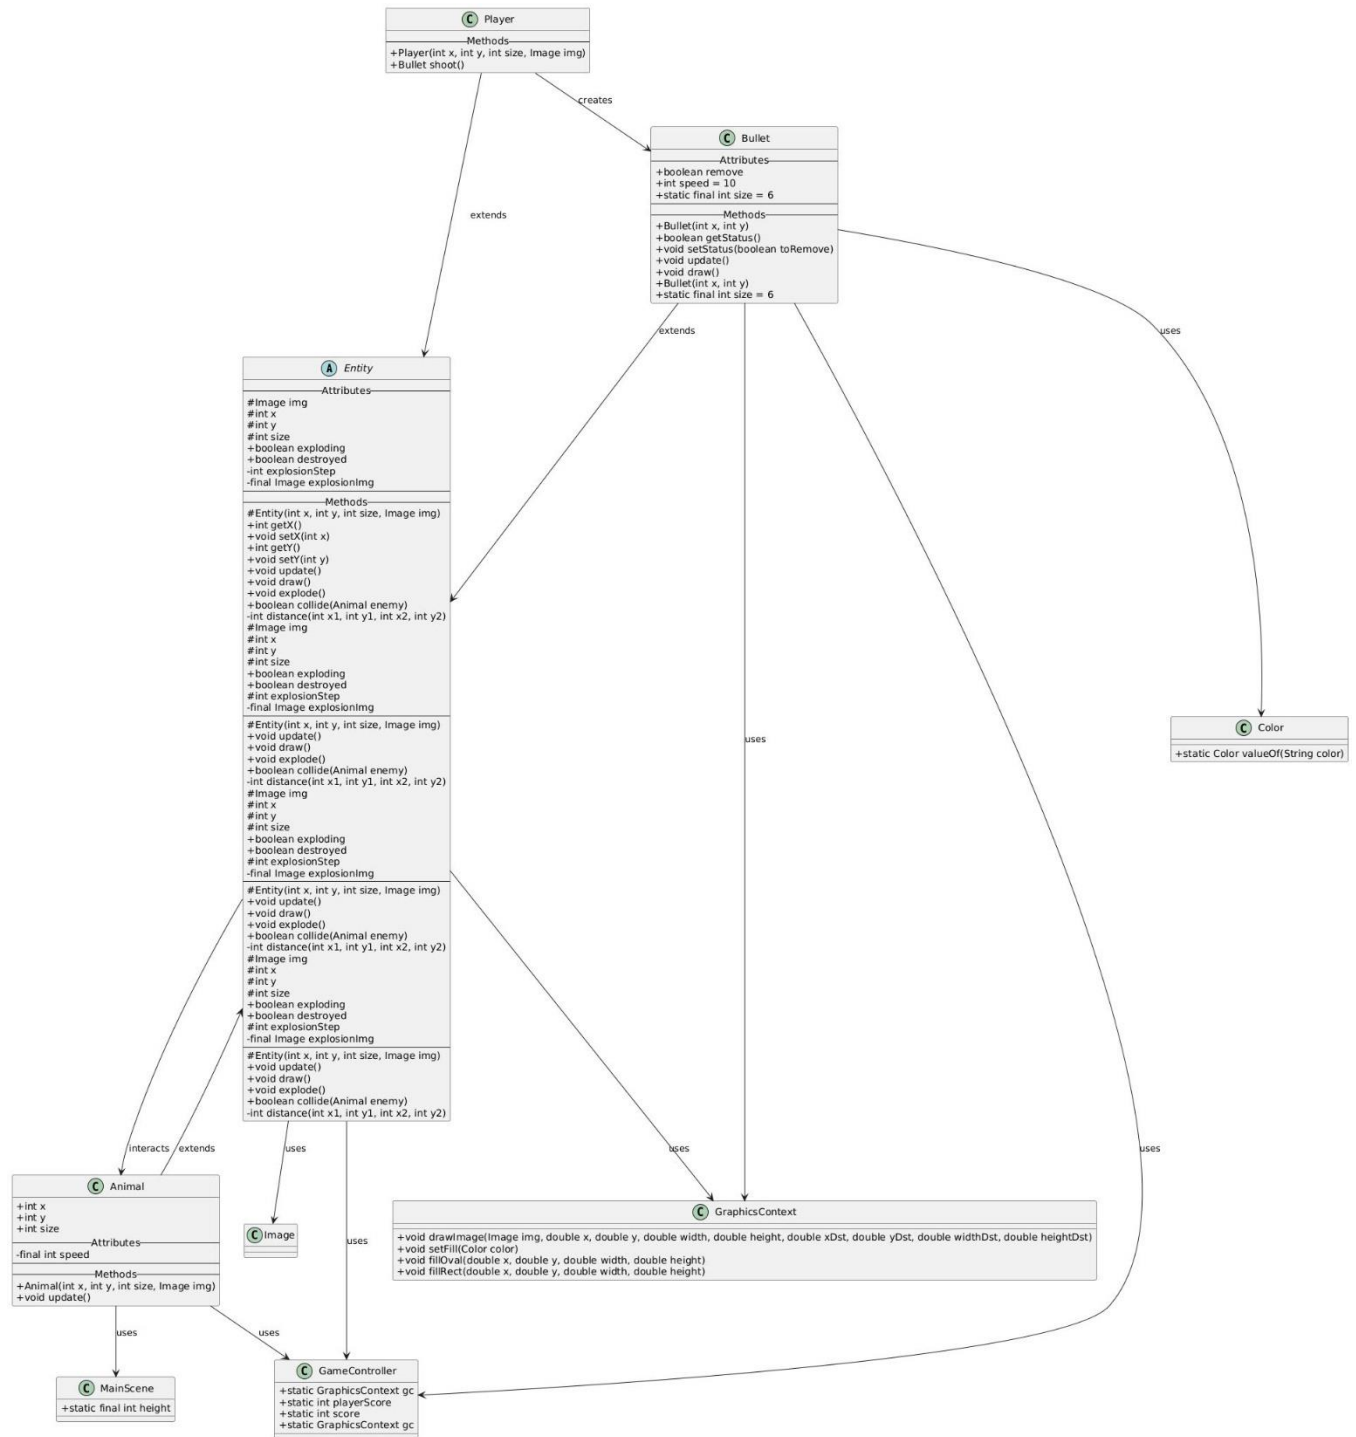 C Player
Methods
+Player(int x, int y, int size, Image img)
+Bullet shoot()
creates
C Bullet
Attributes
+boolean remove
+int speed = 10
+static final int size = 6
Methods
+Bullet(int x, int y)
+boolean getStatus()
+void setStatus(boolean toRemove)
+void update()
+void draw()
+Bullet(int x, int y)
+static final int size = 6
extends
extends
uses
A Entity
Attributes
#Image img
#int x
#int y
#int size
+boolean exploding
+boolean destroyed
-int explosionStep
-final Image explosionImg
Methods
#Entity(int x, int y, int size, Image img)
+int getX()
+void setX(int x)
+int getY()
+void setY(int y)
+void update()
+void draw()
+void explode()
+boolean collide(Animal enemy)
-int distance(int x1, int y1, int x2, int y2)
#Image img
#int x
#int y
#int size
+boolean exploding
+boolean destroyed
#int explosionStep
-final Image explosionImg
#Entity(int x, int y, int size, Image img)
+void update()
+void draw()
+void explode()
+boolean collide(Animal enemy)
-int distance(int x1, int y1, int x2, int y2)
#Image img
#int x
#int y
#int size
+boolean exploding
+boolean destroyed
#int explosionStep
-final Image explosionImg
#Entity(int x, int y, int size, Image img)
+void update()
+void draw()
+void explode()
+boolean collide(Animal enemy)
-int distance(int x1, int y1, int x2, int y2)
#Image img
#int x
#int y
#int size
+boolean exploding
+boolean destroyed
#int explosionStep
-final Image explosionImg
#Entity(int x, int y, int size, Image img)
+void update()
+void draw()
+void explode()
+boolean collide(Animal enemy)
-int distance(int x1, int y1, int x2, int y2)
uses
C Color
+static Color valueOf(String color)
interacts
extends
uses
uses
uses
C Animal
+int x
+int y
+int size
Attributes
-final int speed
Methods
+Animal(int x, int y, int size, Image img)
+void update()
C Image
uses
C GraphicsContext
+void drawImage(Image img, double x, double y, double width, double height, double xDst, double yDst, double widthDst, double heightDst)
+void setFill(Color color)
+void fillOval(double x, double y, double width, double height)
+void fillRect(double x, double y, double width, double height)
uses
uses
C MainScene
+static final int height
C GameController
+static GraphicsContext gc
+static int playerScore
+static int score
+static GraphicsContext gc